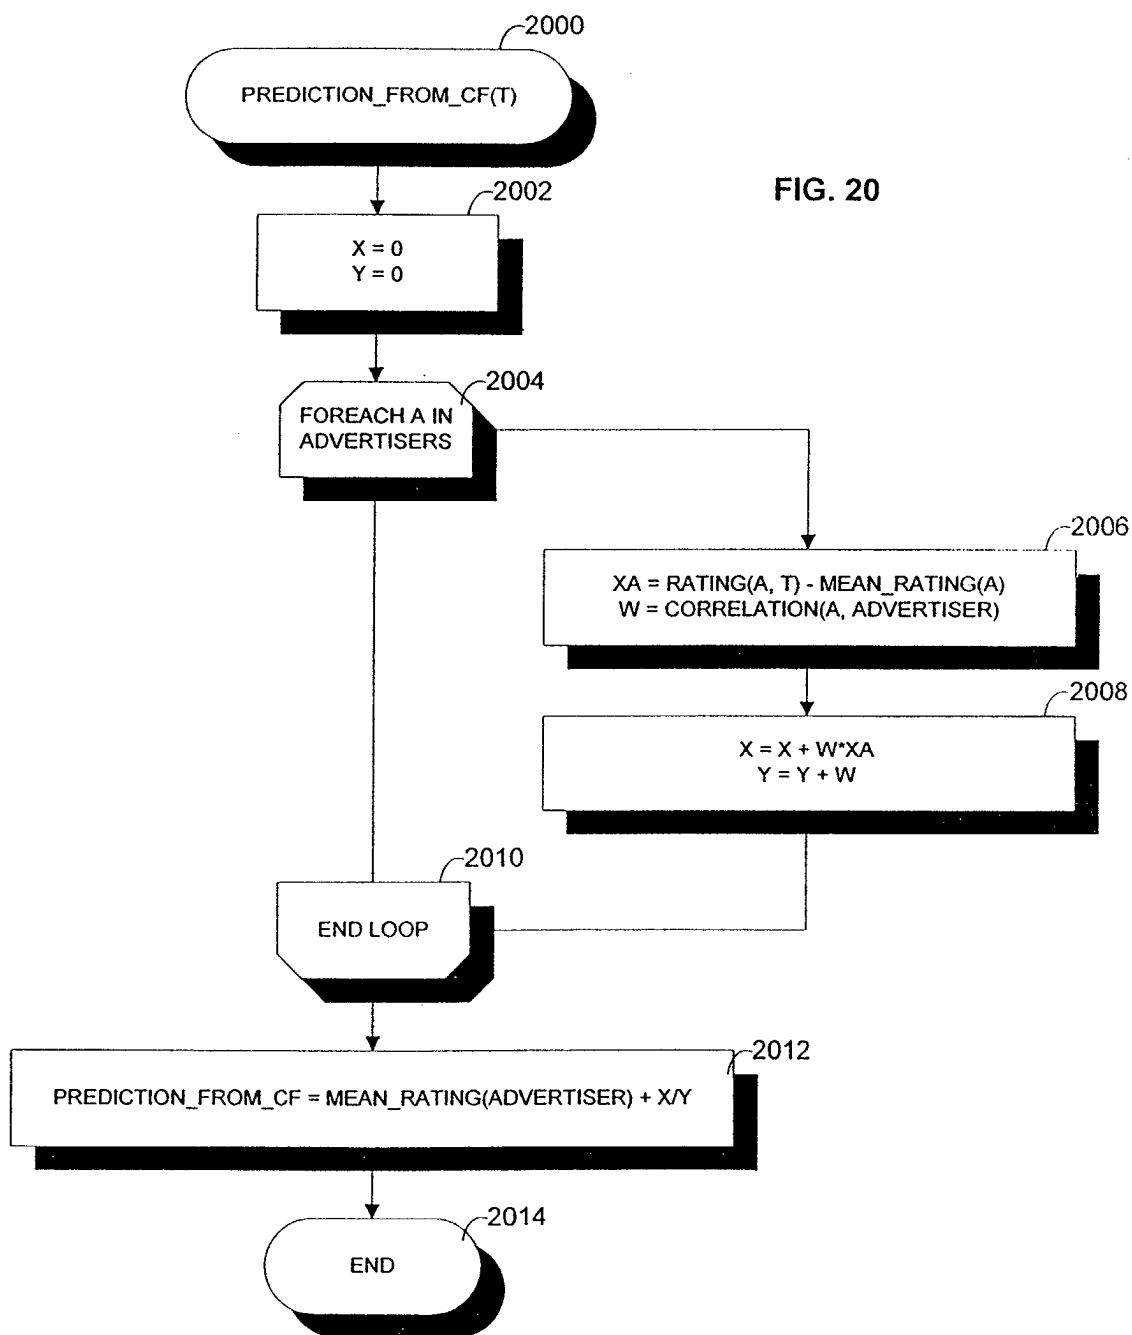 2000
PREDICTION_FROM_CF(T)
FIG. 20
2002
X = 0
Y = 0
2004
FOREACH A IN
ADVERTISERS
2006
XA = RATING(A, T) - MEAN_RATING(A)
W = CORRELATION(A, ADVERTISER)
2008
X = X + W*XA
Y = Y + W
2010
END LOOP
2012
PREDICTION_FROM_CF = MEAN_RATING(ADVERTISER) + X/Y
2014
END